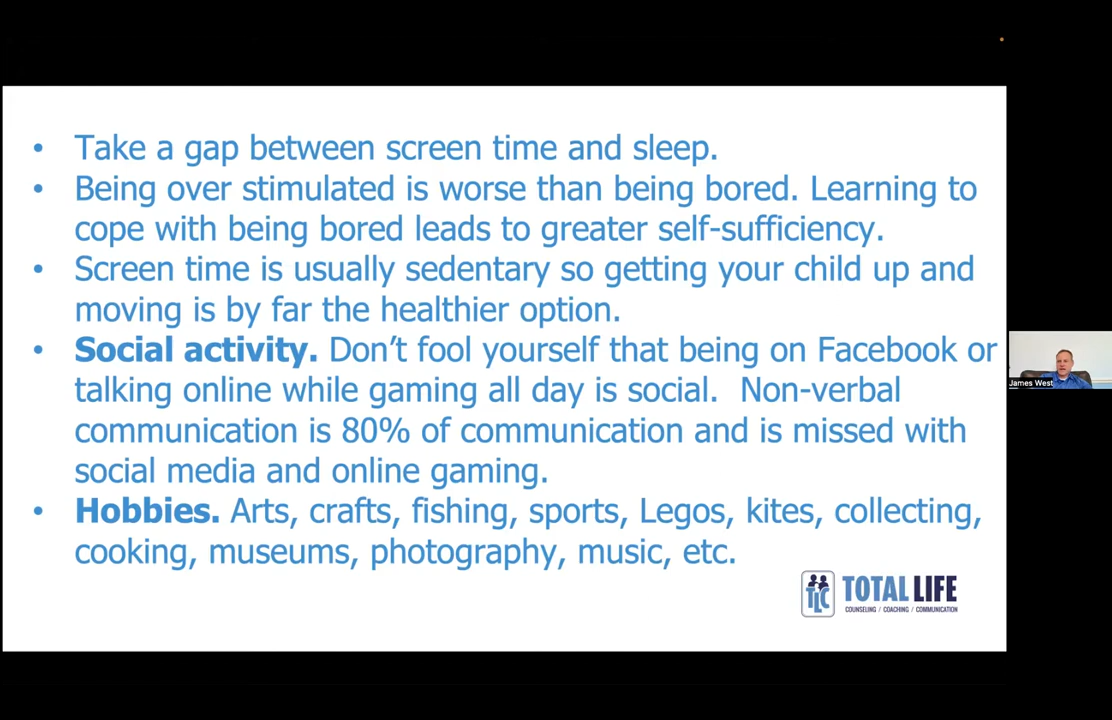 • Take a gap between screen time and sleep.
• Being over stimulated is worse than being bored. Learning to
cope with being bored leads to greater self-sufficiency.
• Screen time is usually sedentary so getting your child up and
moving is by far the healthier option.
• Social activity. Don’t fool yourself that being on Facebook or
talking online while gaming all day is social. Non-verbal
communication is 80% of communication and is missed with
social media and online gaming.
• Hobbies. Arts, crafts, fishing, sports, Legos, kites, collecting,
cooking, museums, photography, music, etc.
TLC
TOTAL LIFE
COUNSELING / COACHING / COMMUNICATION
James West